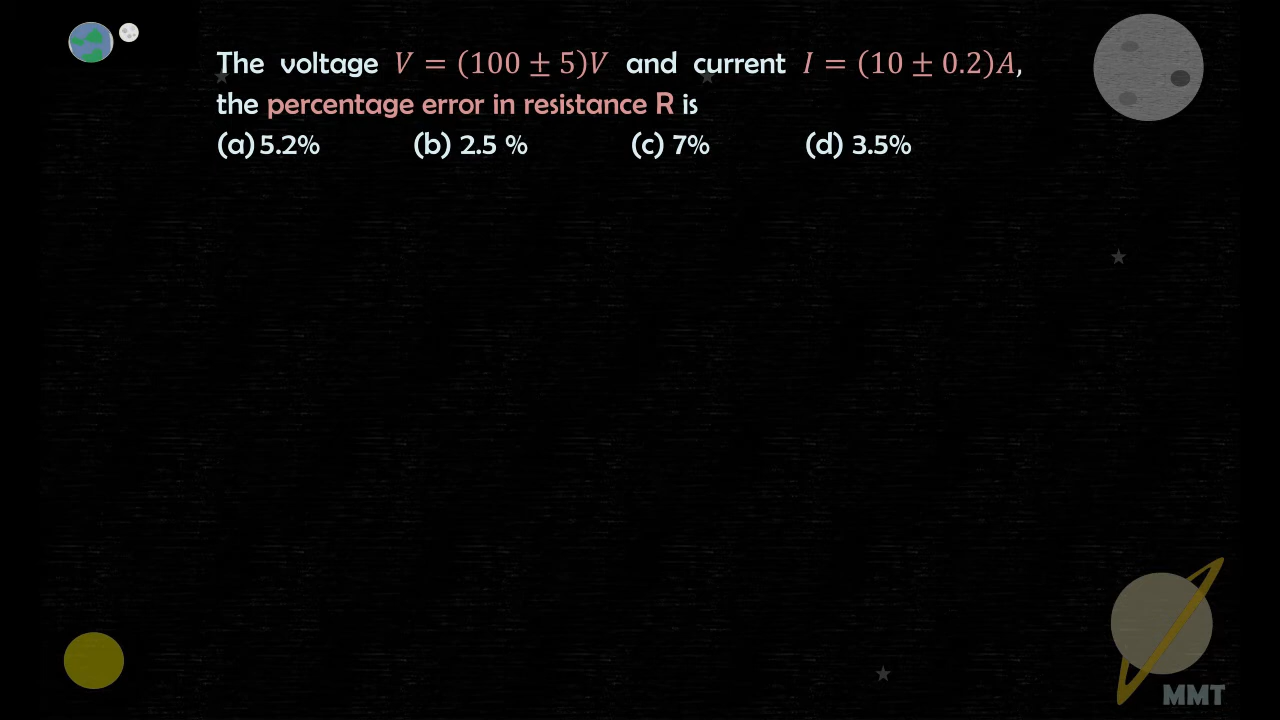 The voltage V = (100 ± 5)V and current I = (10 ± 0.2)A,
the percentage error in resistance R is
(a) 5.2% (b) 2.5 % (c) 7% (d) 3.5%
MMT